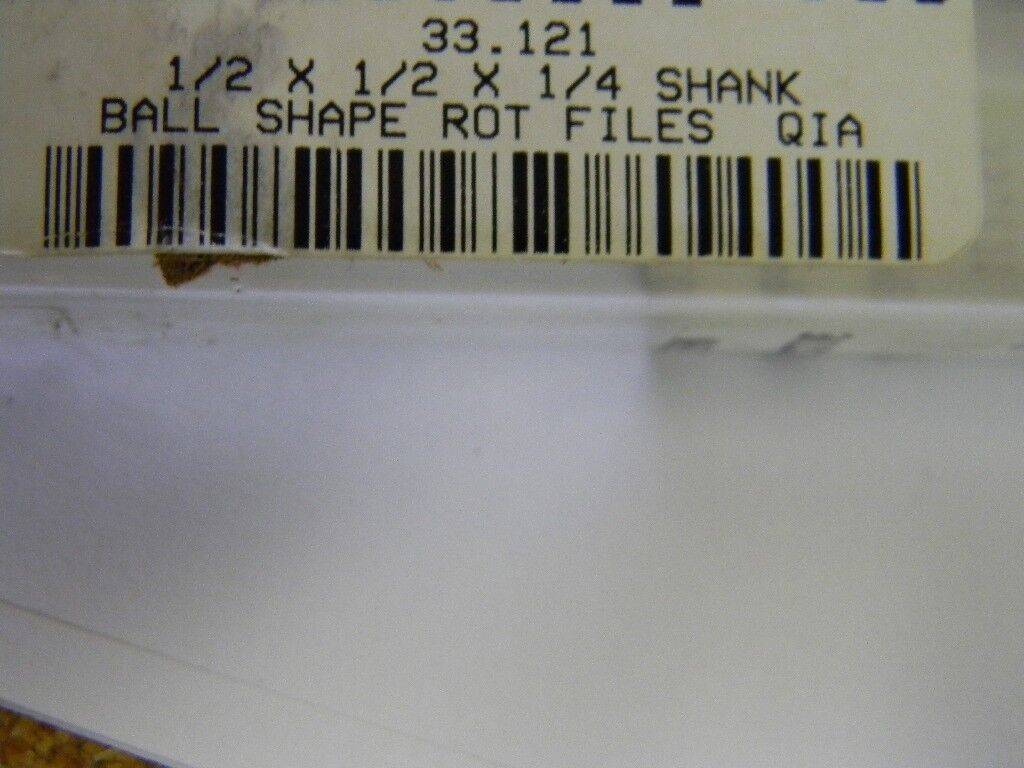 33.121
1/2 X 1/2 X 1/4 SHANK
BALL SHAPE ROT FILES QIA